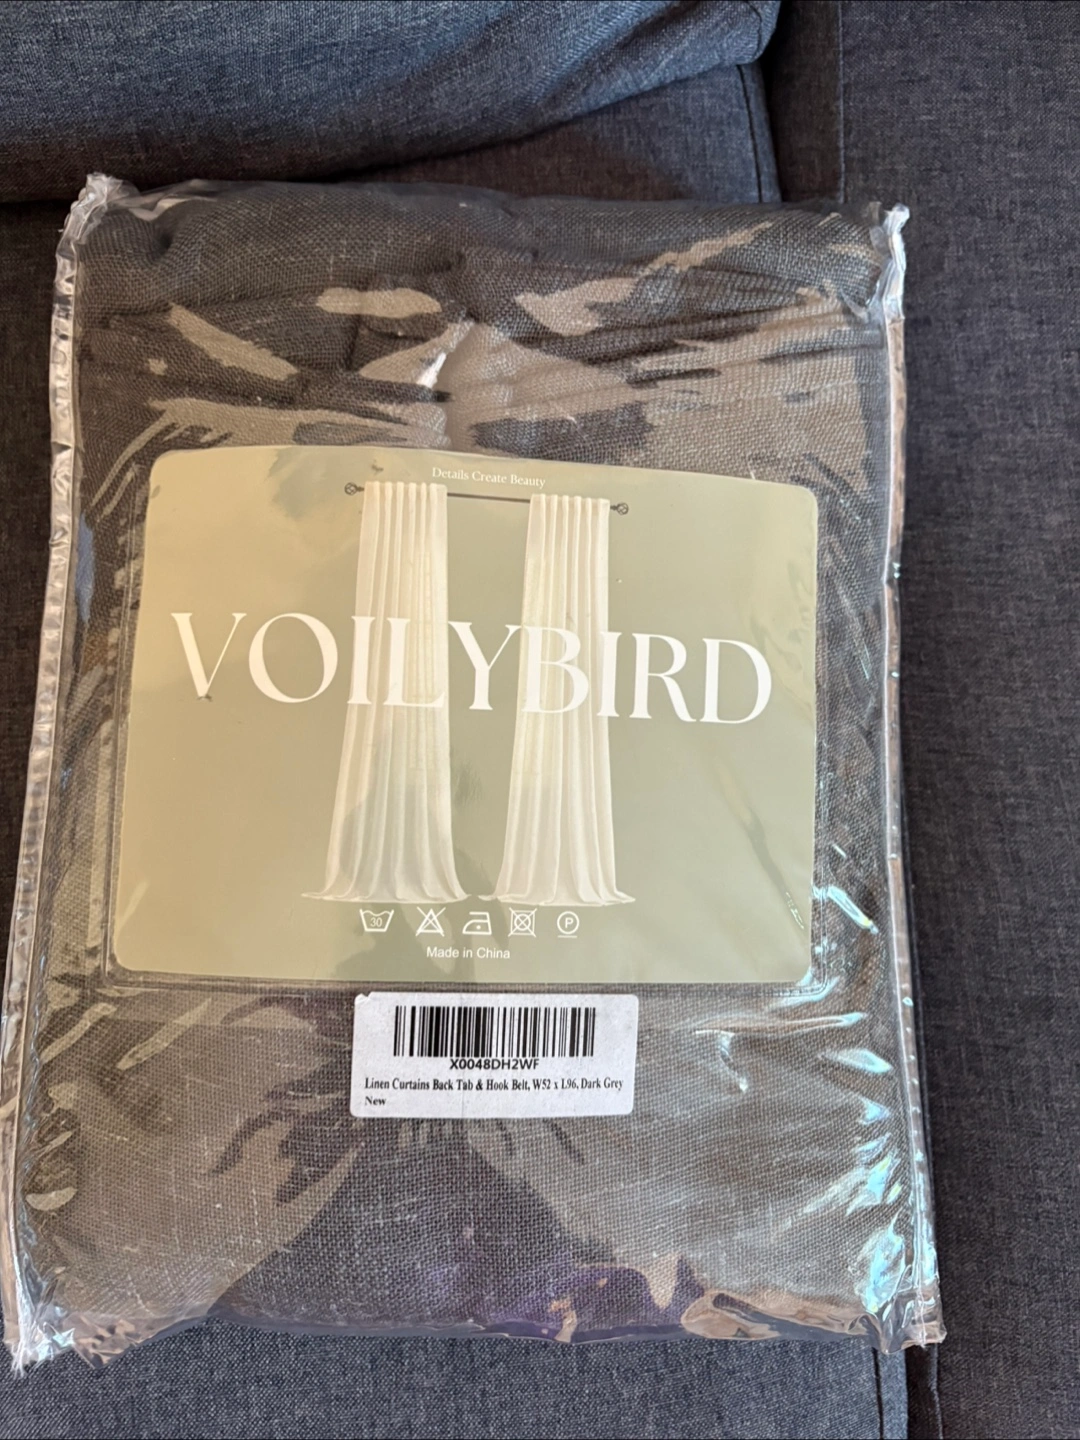 Details Create Beauty
VOILYBIRD
30
P
Made in China
X0048DH2WF
Linen Curtains Back Tab & Hook Belt, W52 x L96, Dark Grey
New